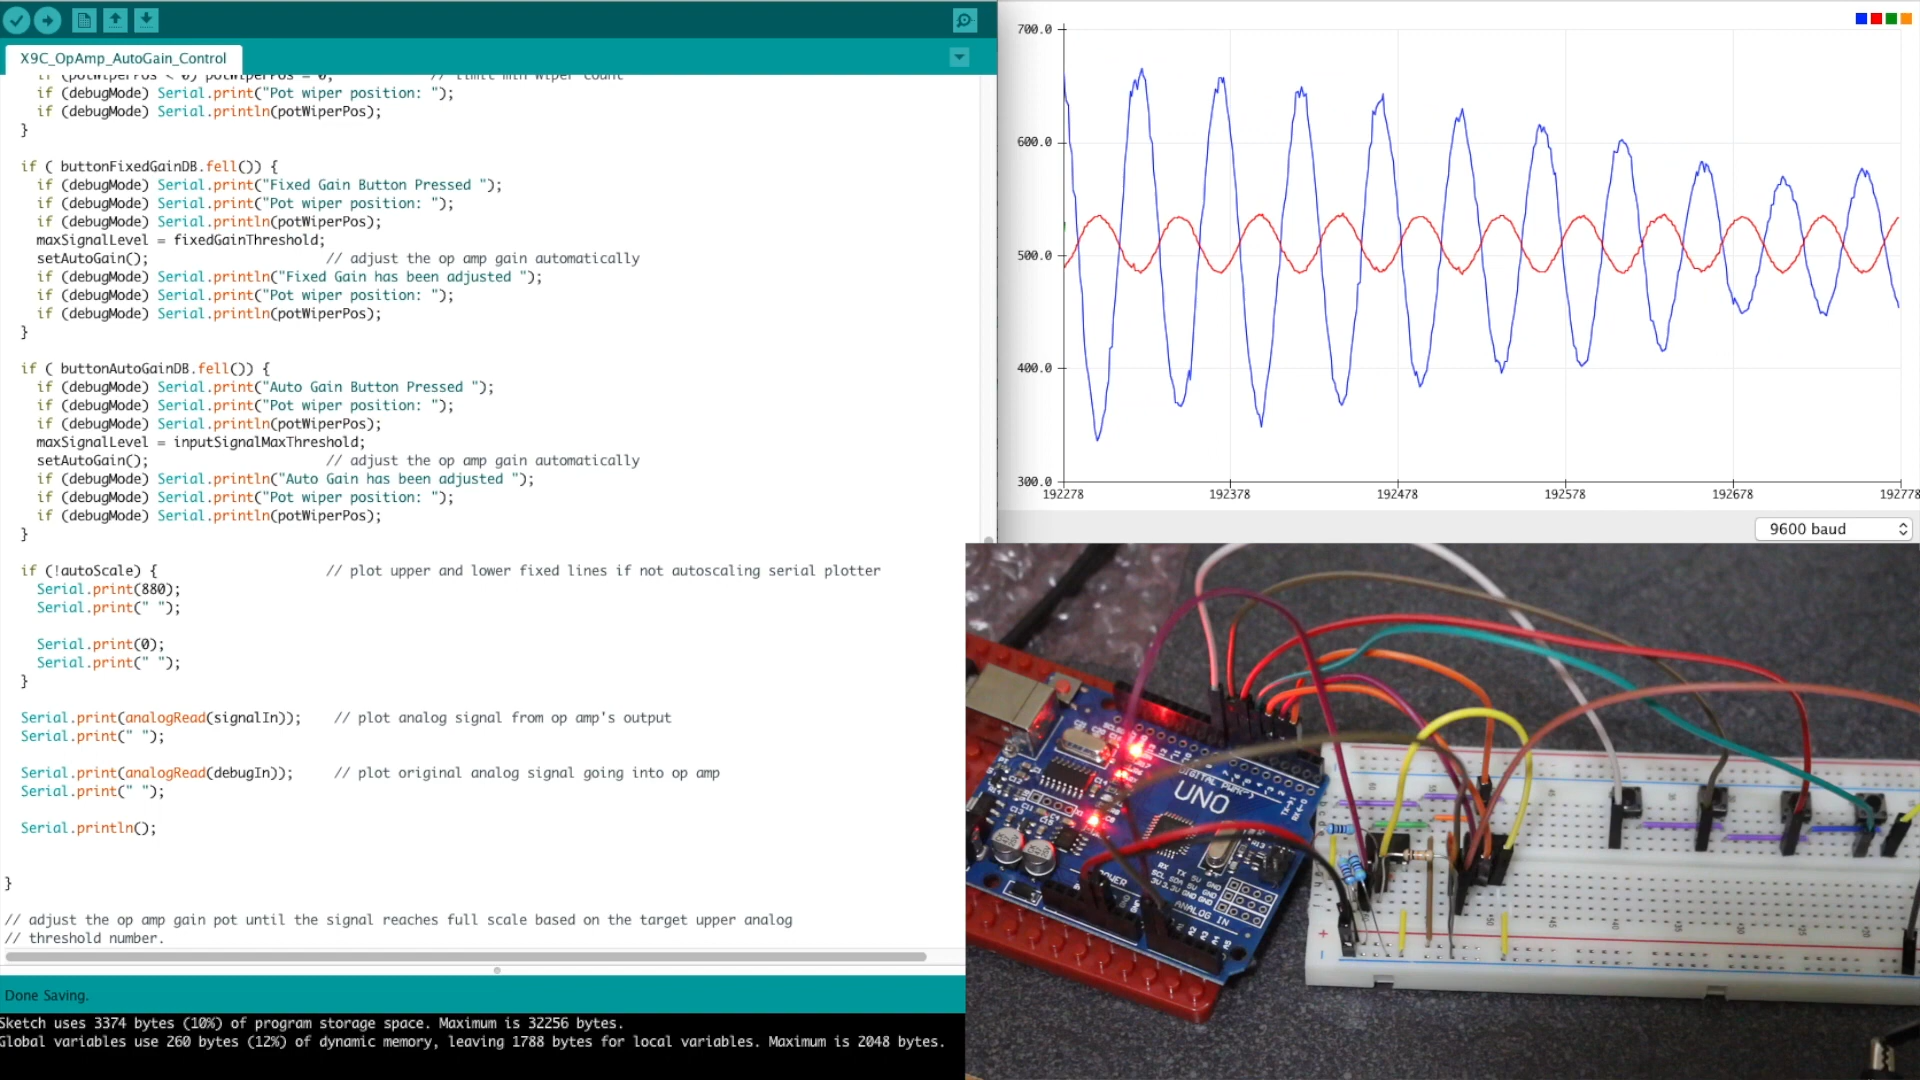 X9C_OpAmp_AutoGain_Control
if (potWiperPos < 0) potWiperPos = 0; // limit min wiper count
if (debugMode) Serial.print("Pot wiper position: ");
if (debugMode) Serial.println(potWiperPos);
}
if ( buttonFixedGainDB.fell()) {
if (debugMode) Serial.print("Fixed Gain Button Pressed ");
if (debugMode) Serial.print("Pot wiper position: ");
if (debugMode) Serial.println(potWiperPos);
maxSignalLevel = fixedGainThreshold;
setAutoGain(); // adjust the op amp gain automatically
if (debugMode) Serial.println("Fixed Gain has been adjusted ");
if (debugMode) Serial.print("Pot wiper position: ");
if (debugMode) Serial.println(potWiperPos);
}
if ( buttonAutoGainDB.fell()) {
if (debugMode) Serial.print("Auto Gain Button Pressed ");
if (debugMode) Serial.print("Pot wiper position: ");
if (debugMode) Serial.println(potWiperPos);
maxSignalLevel = inputSignalMaxThreshold;
setAutoGain(); // adjust the op amp gain automatically
if (debugMode) Serial.println("Auto Gain has been adjusted ");
if (debugMode) Serial.print("Pot wiper position: ");
if (debugMode) Serial.println(potWiperPos);
}
if (!autoScale) { // plot upper and lower fixed lines if not autoscaling serial plotter
Serial.print(880);
Serial.print(" ");
Serial.print(0);
Serial.print(" ");
}
Serial.print(analogRead(signalIn)); // plot analog signal from op amp's output
Serial.print(" ");
Serial.print(analogRead(debugIn)); // plot original analog signal going into op amp
Serial.print(" ");
Serial.println();
}
// adjust the op amp gain pot until the signal reaches full scale based on the target upper analog
// threshold number.
Done Saving.
Sketch uses 3374 bytes (10%) of program storage space. Maximum is 32256 bytes.
Global variables use 260 bytes (12%) of dynamic memory, leaving 1788 bytes for local variables. Maximum is 2048 bytes.
700.0
600.0
500.0
400.0
300.0
192278 192378 192478 192578 192678 192778
9600 baud
DIGITAL
UNO
POWER
ANALOG IN